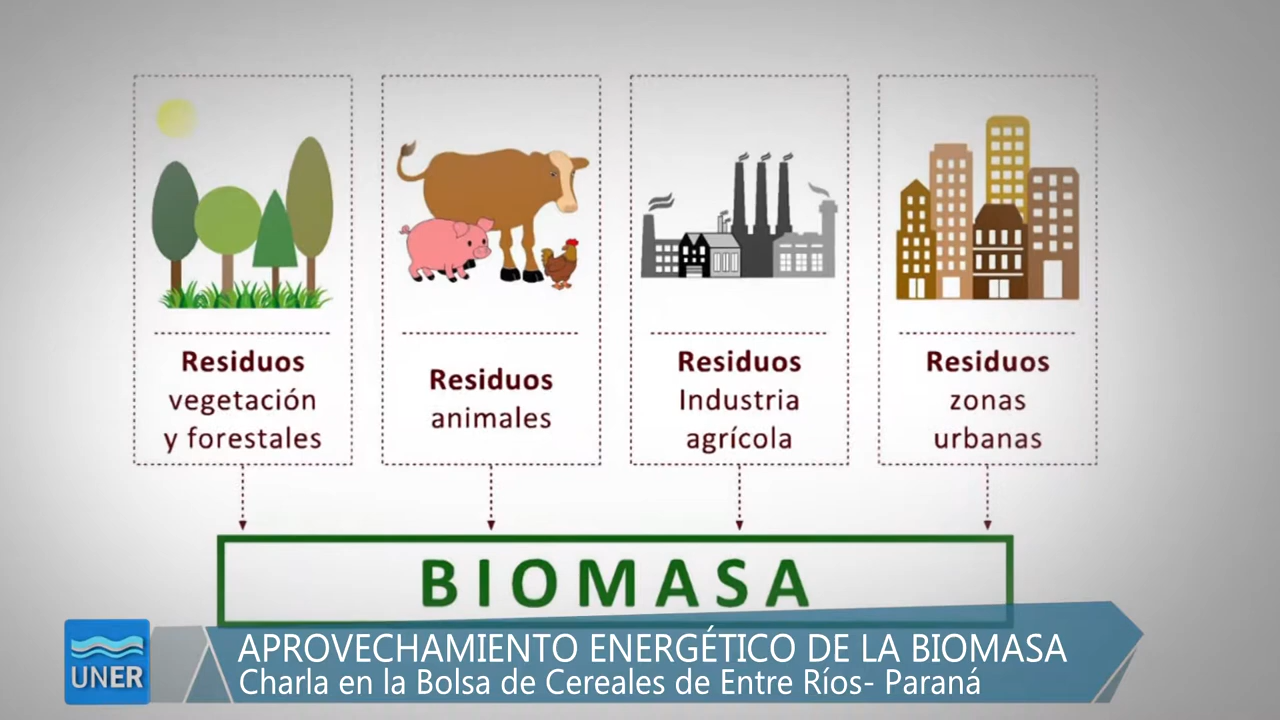 Residuos
vegetación
y forestales
Residuos
animales
Residuos
Industria
agrícola
Residuos
zonas
urbanas
BIOMASA
UNER
APROVECHAMIENTO ENERGÉTICO DE LA BIOMASA
Charla en la Bolsa de Cereales de Entre Ríos- Paraná